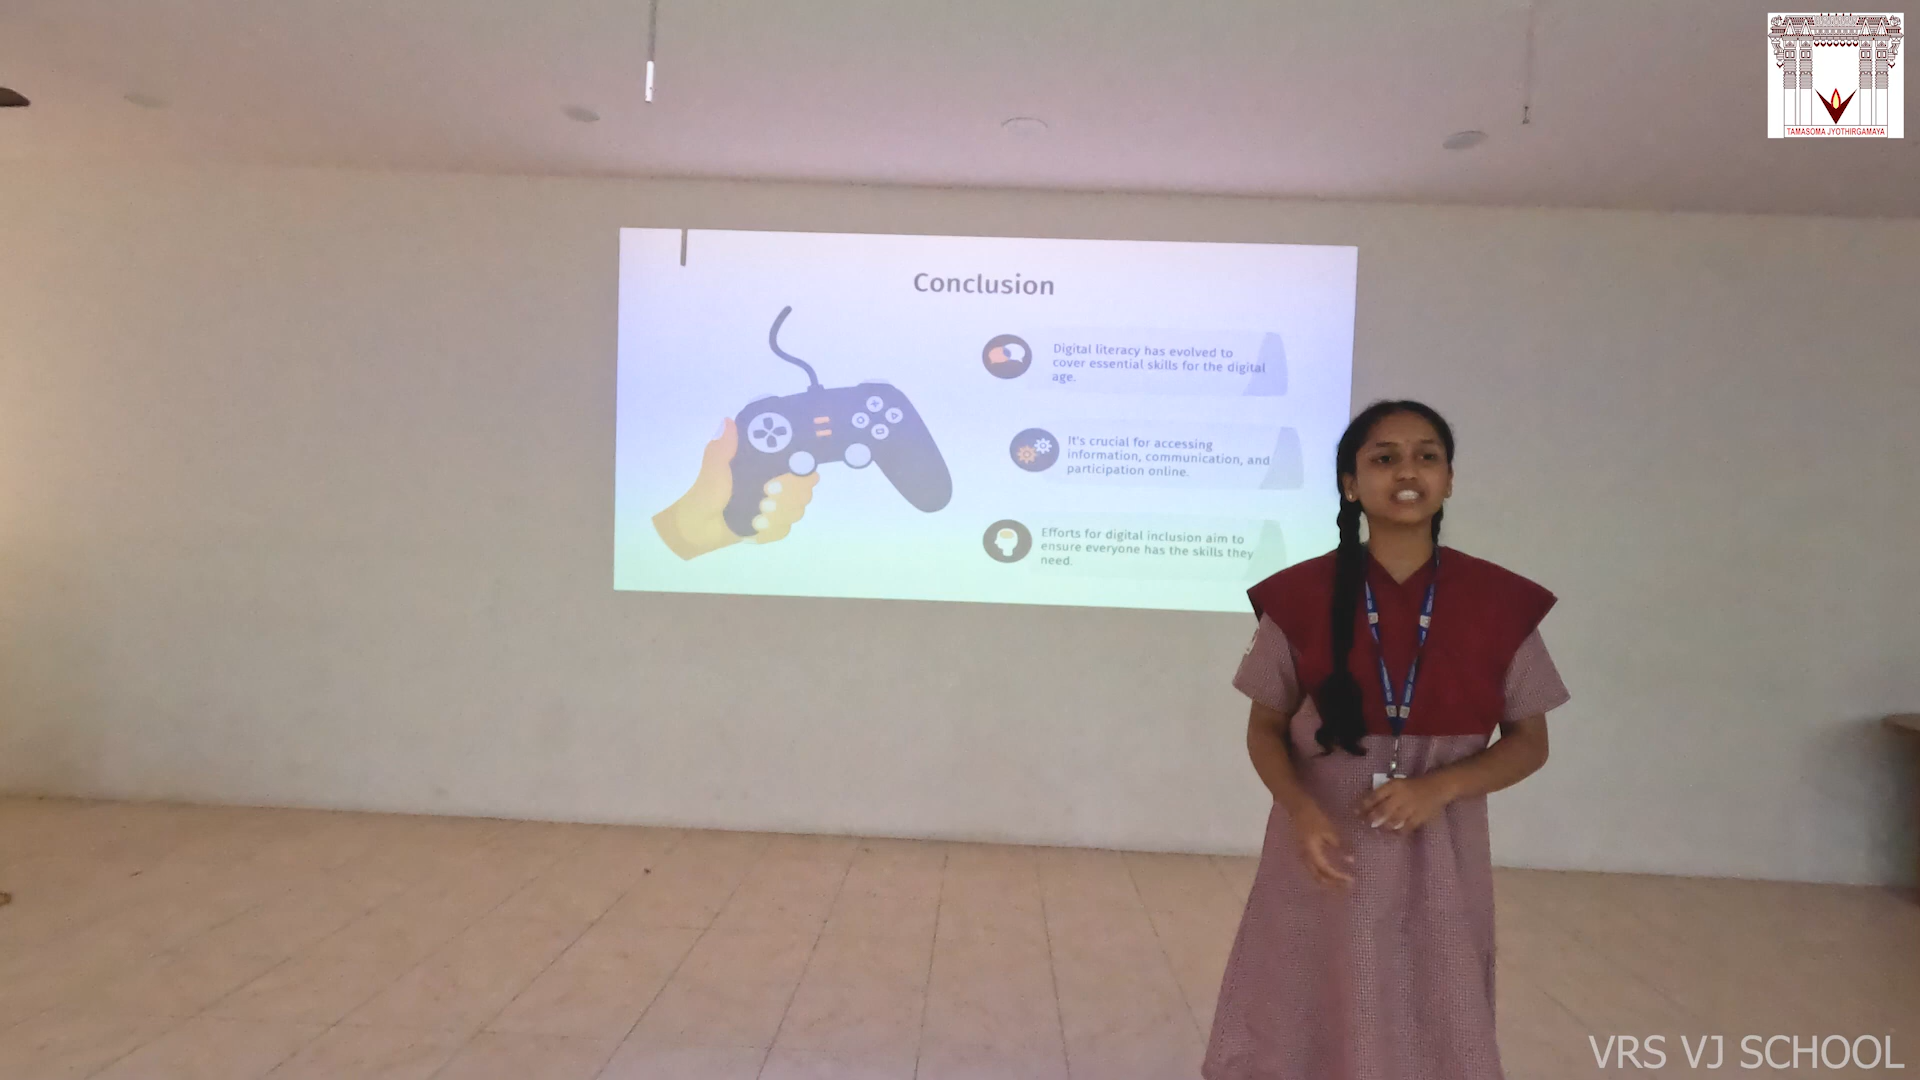 TAMASOMA JYOTHIRGAMAYA
Conclusion
Digital literacy has evolved to
cover essential skills for the digital
age.
It's crucial for accessing
information, communication, and
participation online.
Efforts for digital inclusion aim to
ensure everyone has the skills they
need.
VRS VJ SCHOOL